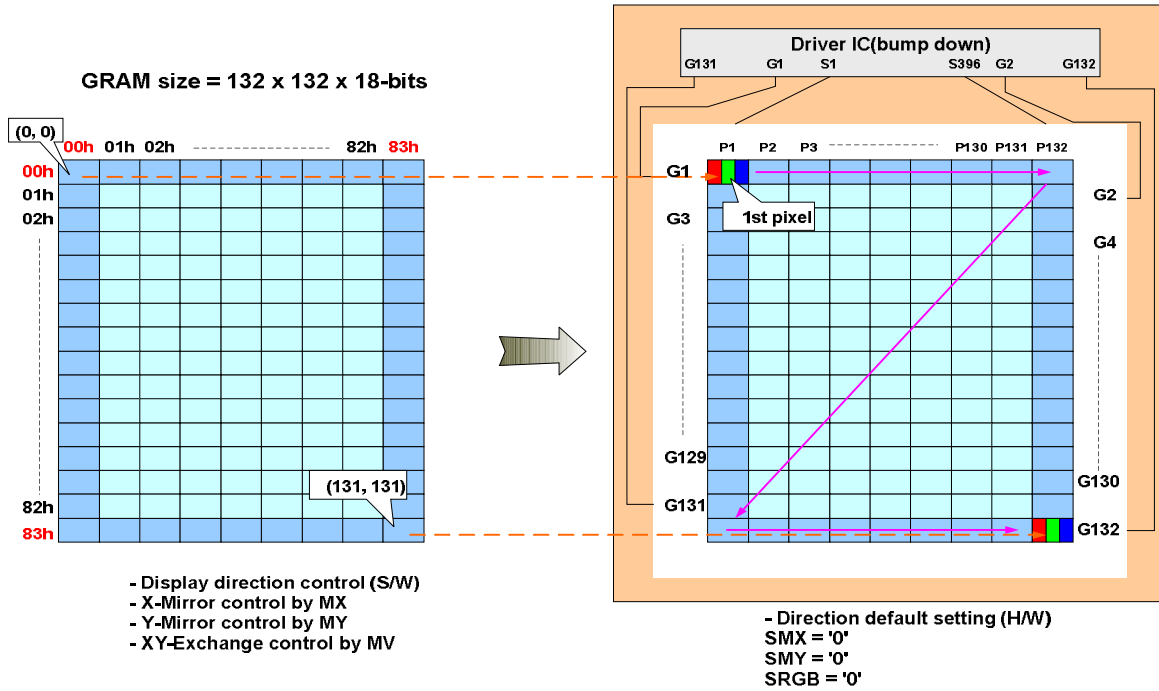 GRAM size = 132 x 132 x 18-bits
(0, 0)
00h 01h 02h 82h 83h
00h
01h
02h
82h
83h
(131, 131)
- Display direction control (S/W)
- X-Mirror control by MX
- Y-Mirror control by MY
- XY-Exchange control by MV
Driver IC(bump down)
G131 G1 S1 S396 G2 G132
P1 P2 P3 P130 P131 P132
G1
1st pixel
G3
G129
G131
G2
G4
G130
G132
- Direction default setting (H/W)
SMX = '0'
SMY = '0'
SRGB = '0'